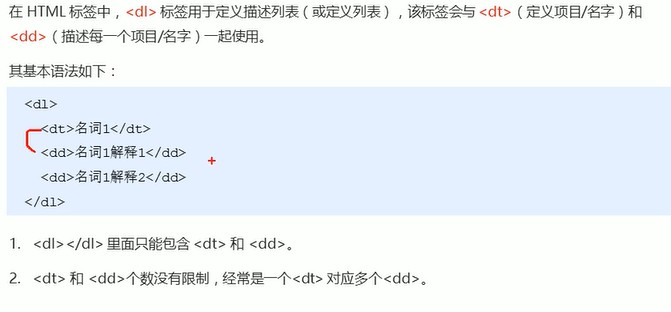 在 HTML 标签中，<dl> 标签用于定义描述列表（或定义列表），该标签会与 <dt>（定义项目/名字）和
<dd>（描述每一个项目/名字）一起使用。
其基本语法如下：
<dl>
<dt>名词1</dt>
<dd>名词1解释1</dd>
<dd>名词1解释2</dd>
</dl>
1. <dl></dl> 里面只能包含 <dt> 和 <dd>。
2. <dt> 和 <dd>个数没有限制，经常是一个<dt> 对应多个<dd>。